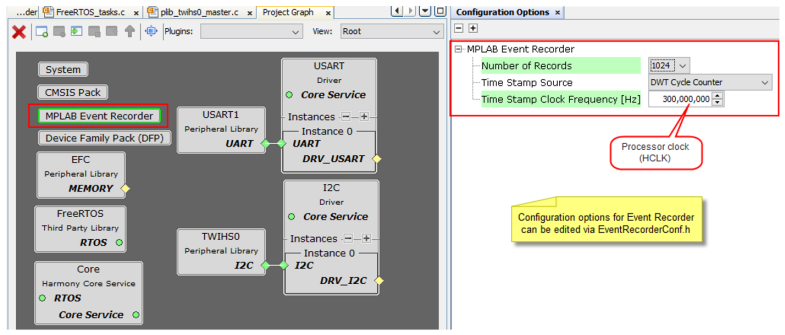 ...der
FreeRTOS_tasks.c
plib_twihs0_master.c
Project Graph
Plugins:
View: Root
System
CMSIS Pack
MPLAB Event Recorder
Device Family Pack (DFP)
EFC
Peripheral Library
MEMORY
FreeRTOS
Third Party Library
RTOS
Core
Harmony Core Service
RTOS
Core Service
USART1
Peripheral Library
UART
TWIHS0
Peripheral Library
I2C
USART
Driver
Core Service
Instances
Instance 0
UART
DRV_USART
I2C
Driver
Core Service
Instances
Instance 0
I2C
DRV_I2C
Configuration Options
MPLAB Event Recorder
Number of Records 1024
Time Stamp Source DWT Cycle Counter
Time Stamp Clock Frequency [Hz] 300,000,000
Processor clock
(HCLK)
Configuration options for Event Recorder
can be edited via EventRecorderConf.h